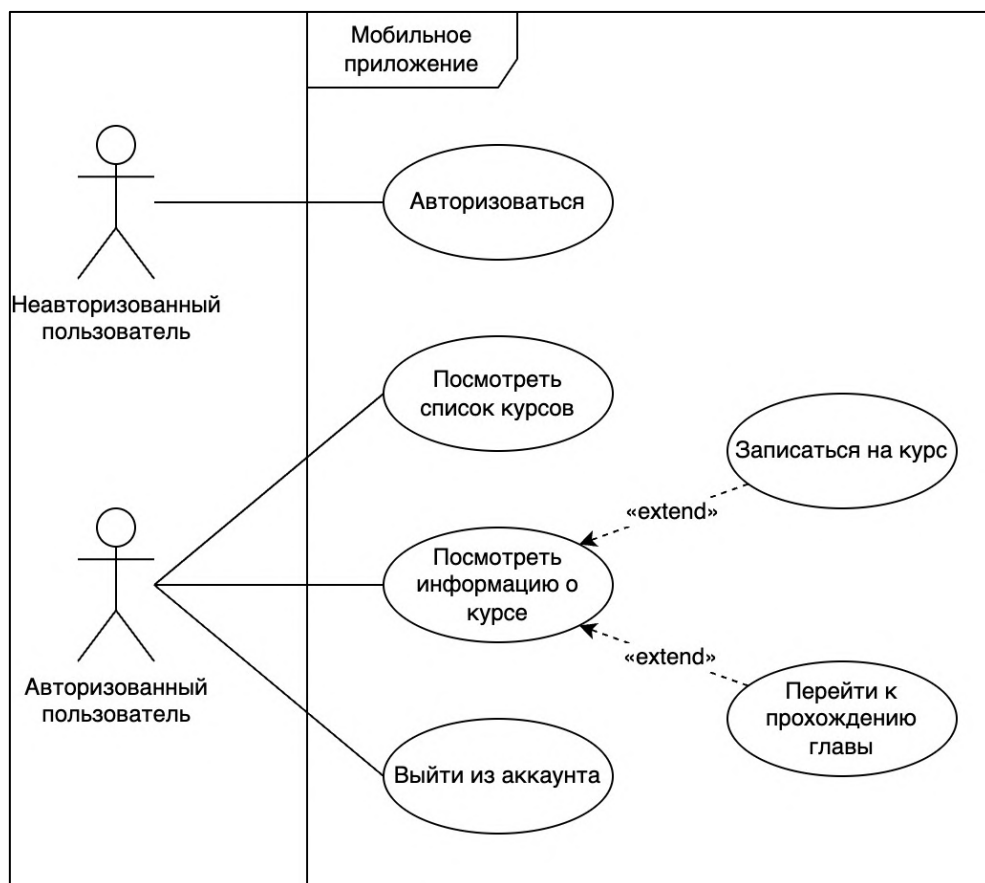 Мобильное
приложение
Авторизоваться
Неавторизованный
пользователь
Посмотреть
список курсов
Записаться на курс
«extend»
Посмотреть
информацию о
курсе
«extend»
Авторизованный
пользователь
Перейти к
прохождению
главы
Выйти из аккаунта